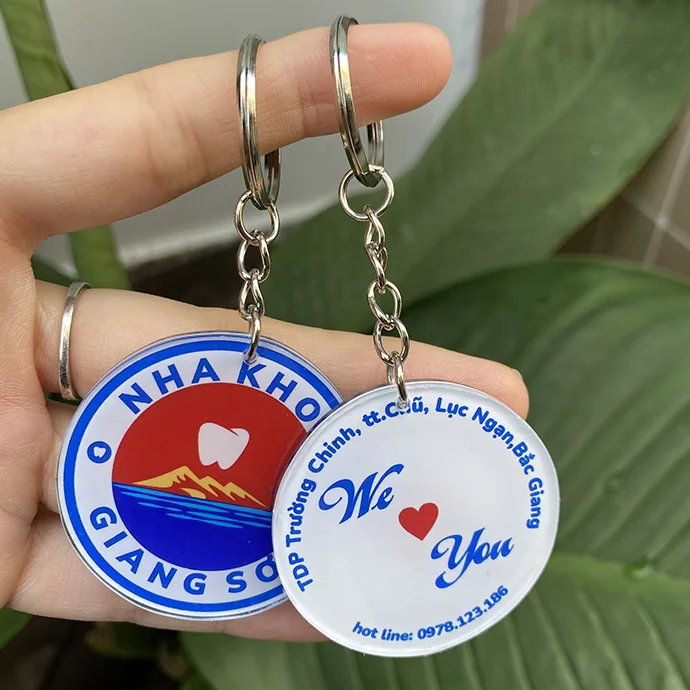 NHA KHO
GIANG SƠ
TDP Trường Chinh, tt.Chũ, Lục Ngạn,Bắc Giang
We
You
hot line: 0978.123.186